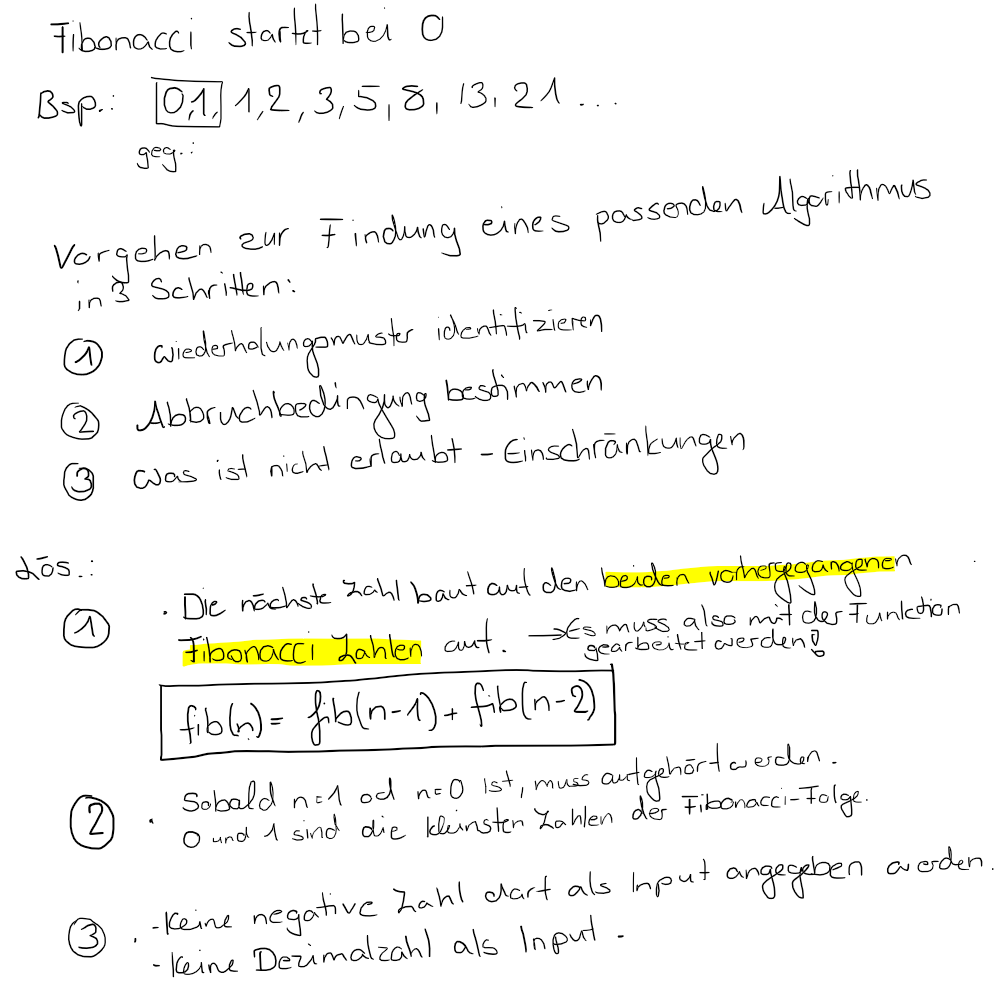 Fibonacci startet bei 0
Bsp.: 0,1, 1,2, 3,5,8, 13, 21 ...
geg.:
Vorgehen zur Findung eines passenden Algorithmus
in 3 Schritten:
① Wiederholungsmuster identifizieren
② Abbruchbedingung bestimmen
③ Was ist nicht erlaubt - Einschränkungen
Lös.:
① · Die nächste Zahl baut auf den beiden vorhergegangenen
Fibonacci Zahlen auf. → Es muss also mit der Funktion
gearbeitet werden!
fib(n) = fib(n-1) + fib(n-2)
② · Sobald n=1 od n=0 ist, muss aufgehört werden.
0 und 1 sind die kleinsten Zahlen der Fibonacci-Folge.
③ · - Keine negative Zahl darf als Input angegeben werden.
- Keine Dezimalzahl als Input.